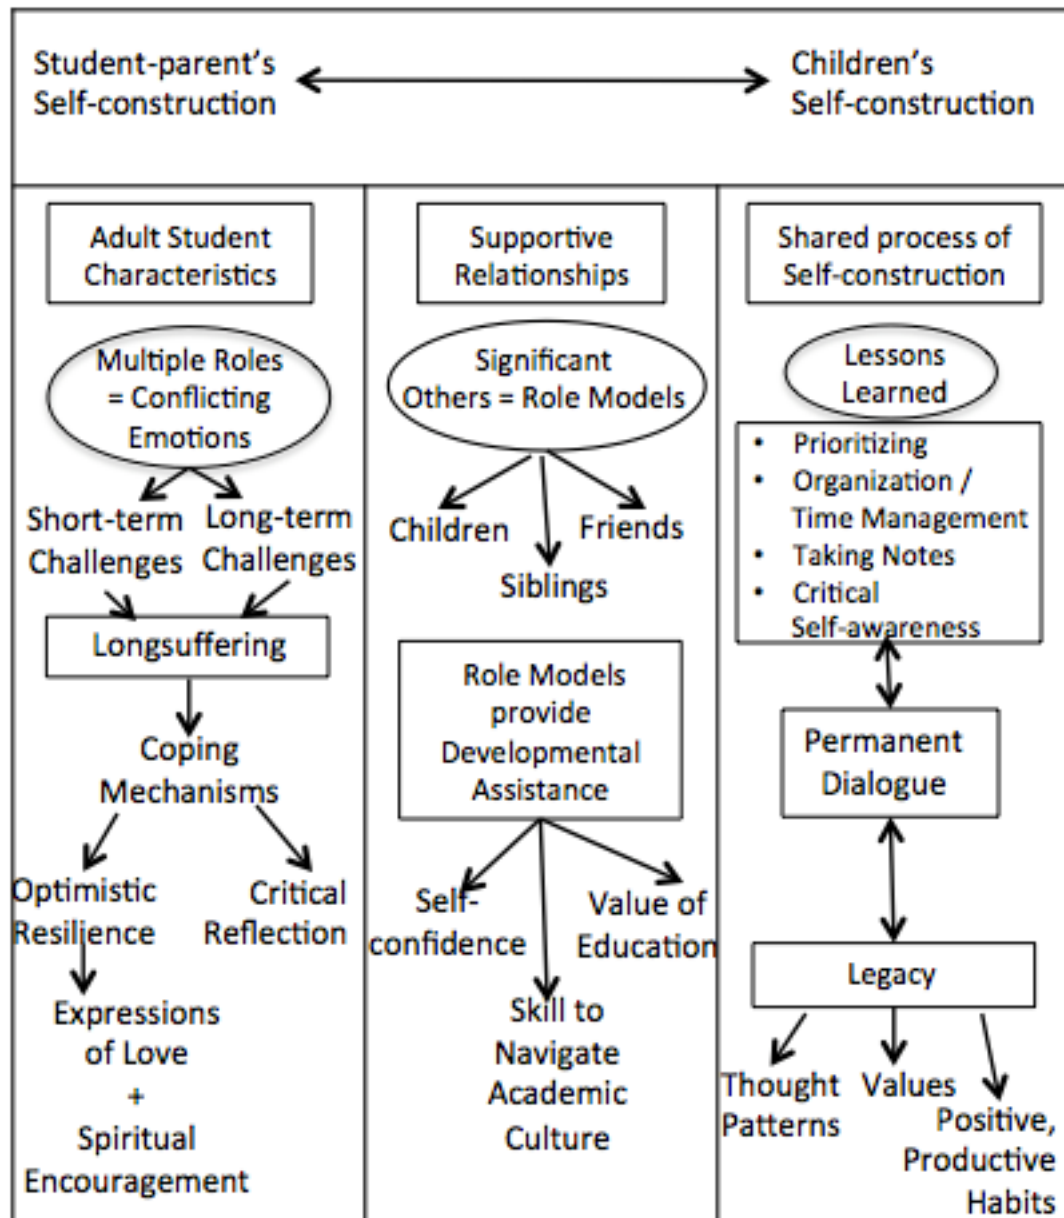 Student-parent's
Self-construction
Children's
Self-construction
Adult Student
Characteristics
Multiple Roles
= Conflicting
Emotions
Short-term
Challenges
Long-term
Challenges
Longsuffering
Coping
Mechanisms
Optimistic
Resilience
Critical
Reflection
Expressions
of Love
+
Spiritual
Encouragement
Supportive
Relationships
Significant
Others = Role Models
Children
Friends
Siblings
Role Models
provide
Developmental
Assistance
Self-
confidence
Value of
Education
Skill to
Navigate
Academic
Culture
Shared process of
Self-construction
Lessons
Learned
• Prioritizing
• Organization /
Time Management
• Taking Notes
• Critical
Self-awareness
Permanent
Dialogue
Legacy
Thought
Patterns
Values
Positive,
Productive
Habits